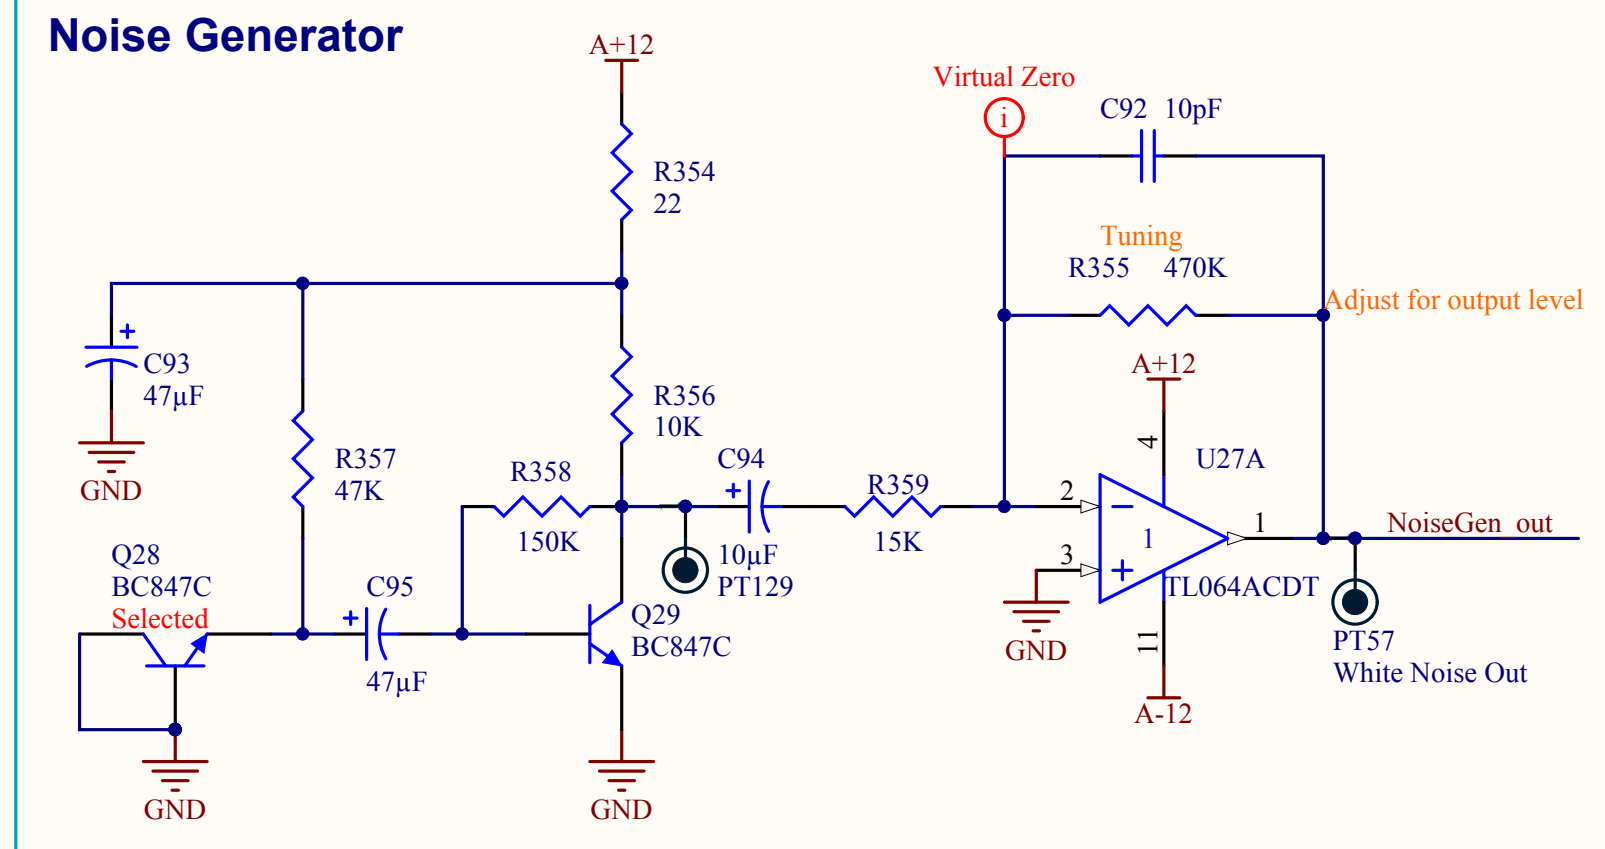 Noise Generator
A+12
Virtual Zero
i
C92 10pF
R354
22
Tuning
R355 470K
Adjust for output level
+
C93
47µF
GND
R356
10K
A+12
4
U27A
R357
47K
R358
150K
C94
+
10µF
PT129
R359
15K
2
3
1
1
NoiseGen_out
TL064ACDT
GND
11
A-12
PT57
White Noise Out
Q28
BC847C
Selected
C95
+
47µF
Q29
BC847C
GND
GND